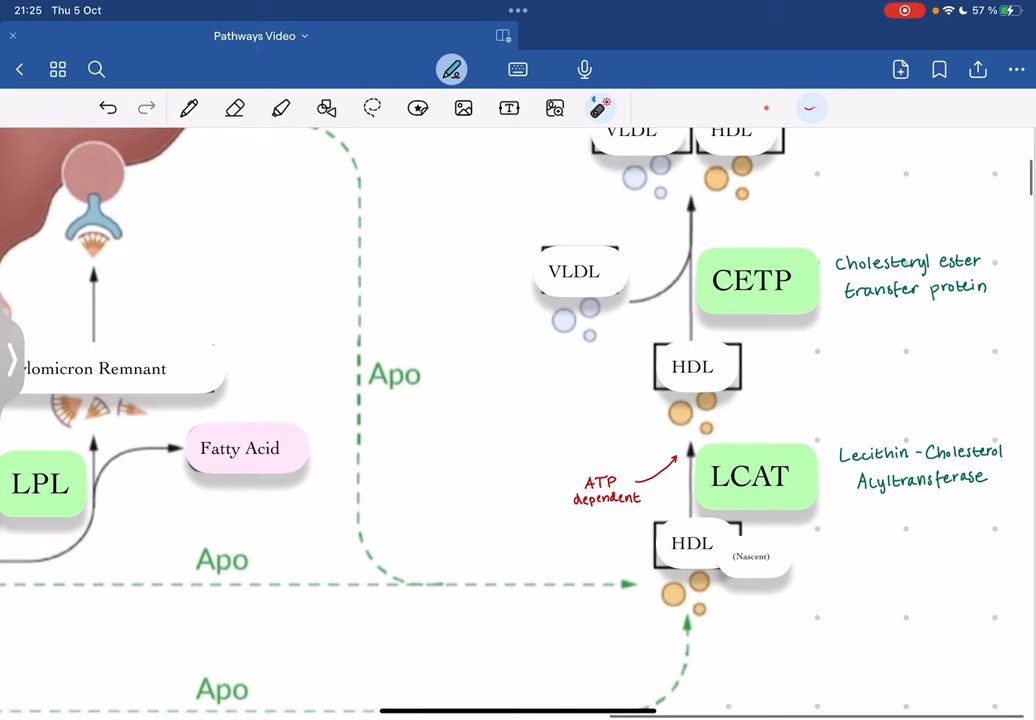 21:25 Thu 5 Oct
57 %
Pathways Video
VLDL HDL
VLDL
CETP
Cholesteryl ester
transfer protein
HDL
Apo
Remnant
Fatty Acid
LPL
LCAT
Lecithin-Cholesterol
Acyltransferase
ATP
dependent
HDL
(Nascent)
Apo
Apo